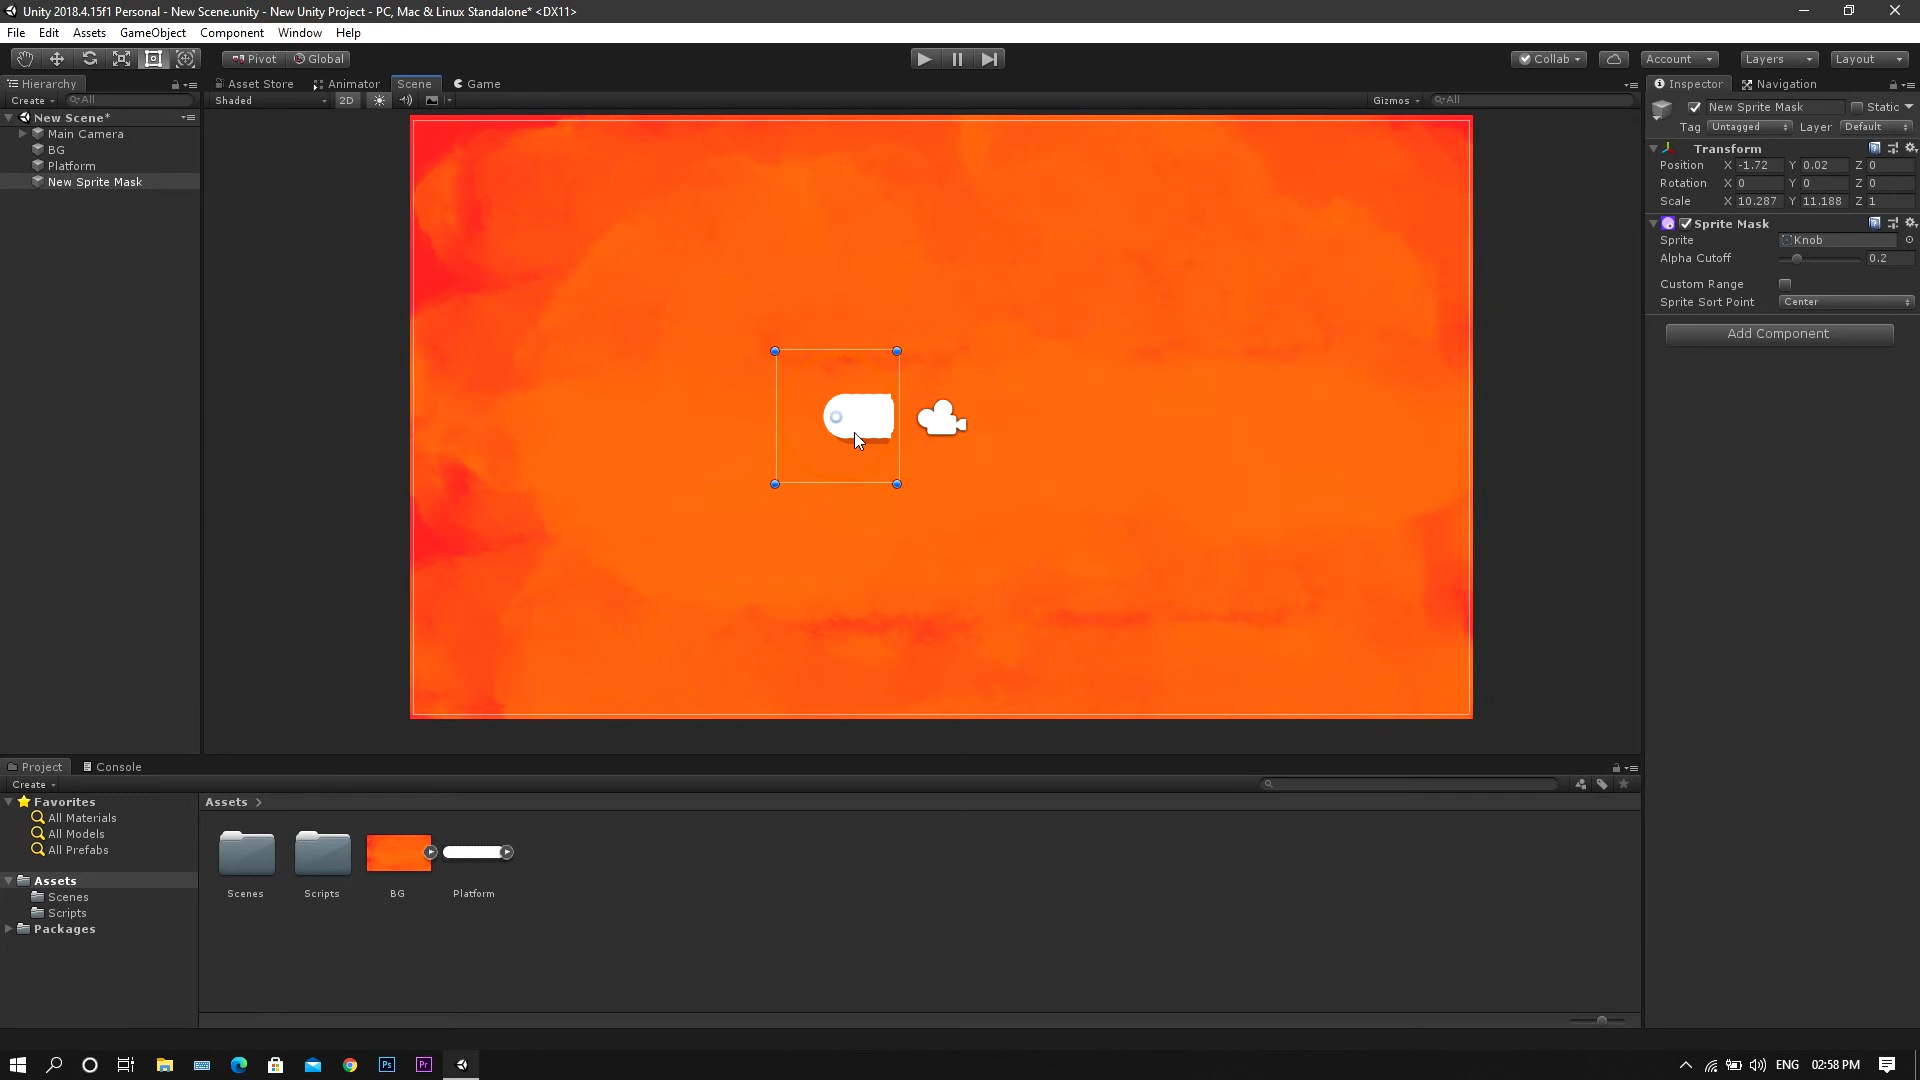 Unity 2018.4.15f1 Personal - New Scene.unity - New Unity Project - PC, Mac & Linux Standalone* <DX11>
File Edit Assets GameObject Component Window Help
Pivot Global Collab Account Layers Layout
Hierarchy Asset Store Animator Scene Game Inspector Navigation
Create All Shaded 2D Gizmos All
New Scene*
Main Camera
BG
Platform
New Sprite Mask
New Sprite Mask Static
Tag Untagged Layer Default
Transform
Position X -1.72 Y 0.02 Z 0
Rotation X 0 Y 0 Z 0
Scale X 10.287 Y 11.188 Z 1
Sprite Mask
Sprite Knob
Alpha Cutoff 0.2
Custom Range
Sprite Sort Point Center
Add Component
Project Console
Create
Favorites
All Materials
All Models
All Prefabs
Assets
Scenes
Scripts
Packages
Assets
Scenes Scripts BG Platform
Ps Pr ENG 02:58 PM